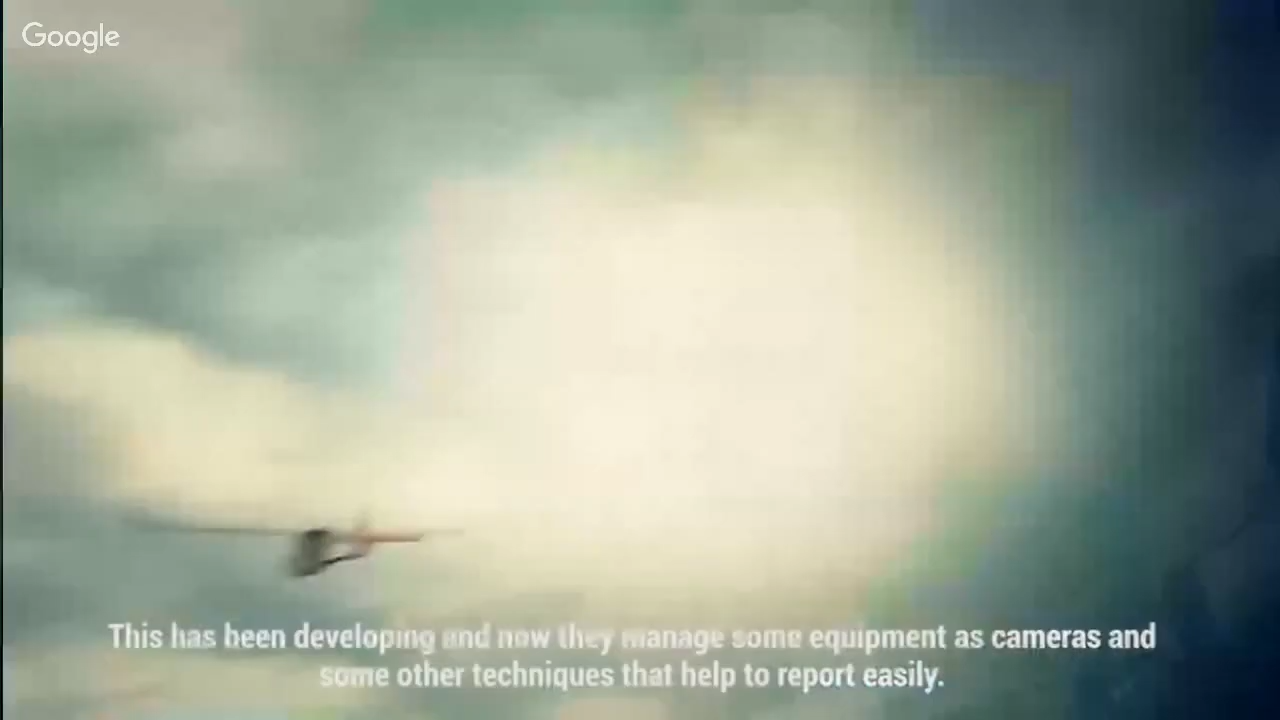 Google
This has been developing and now they manage some equipment as cameras and
some other techniques that help to report easily.